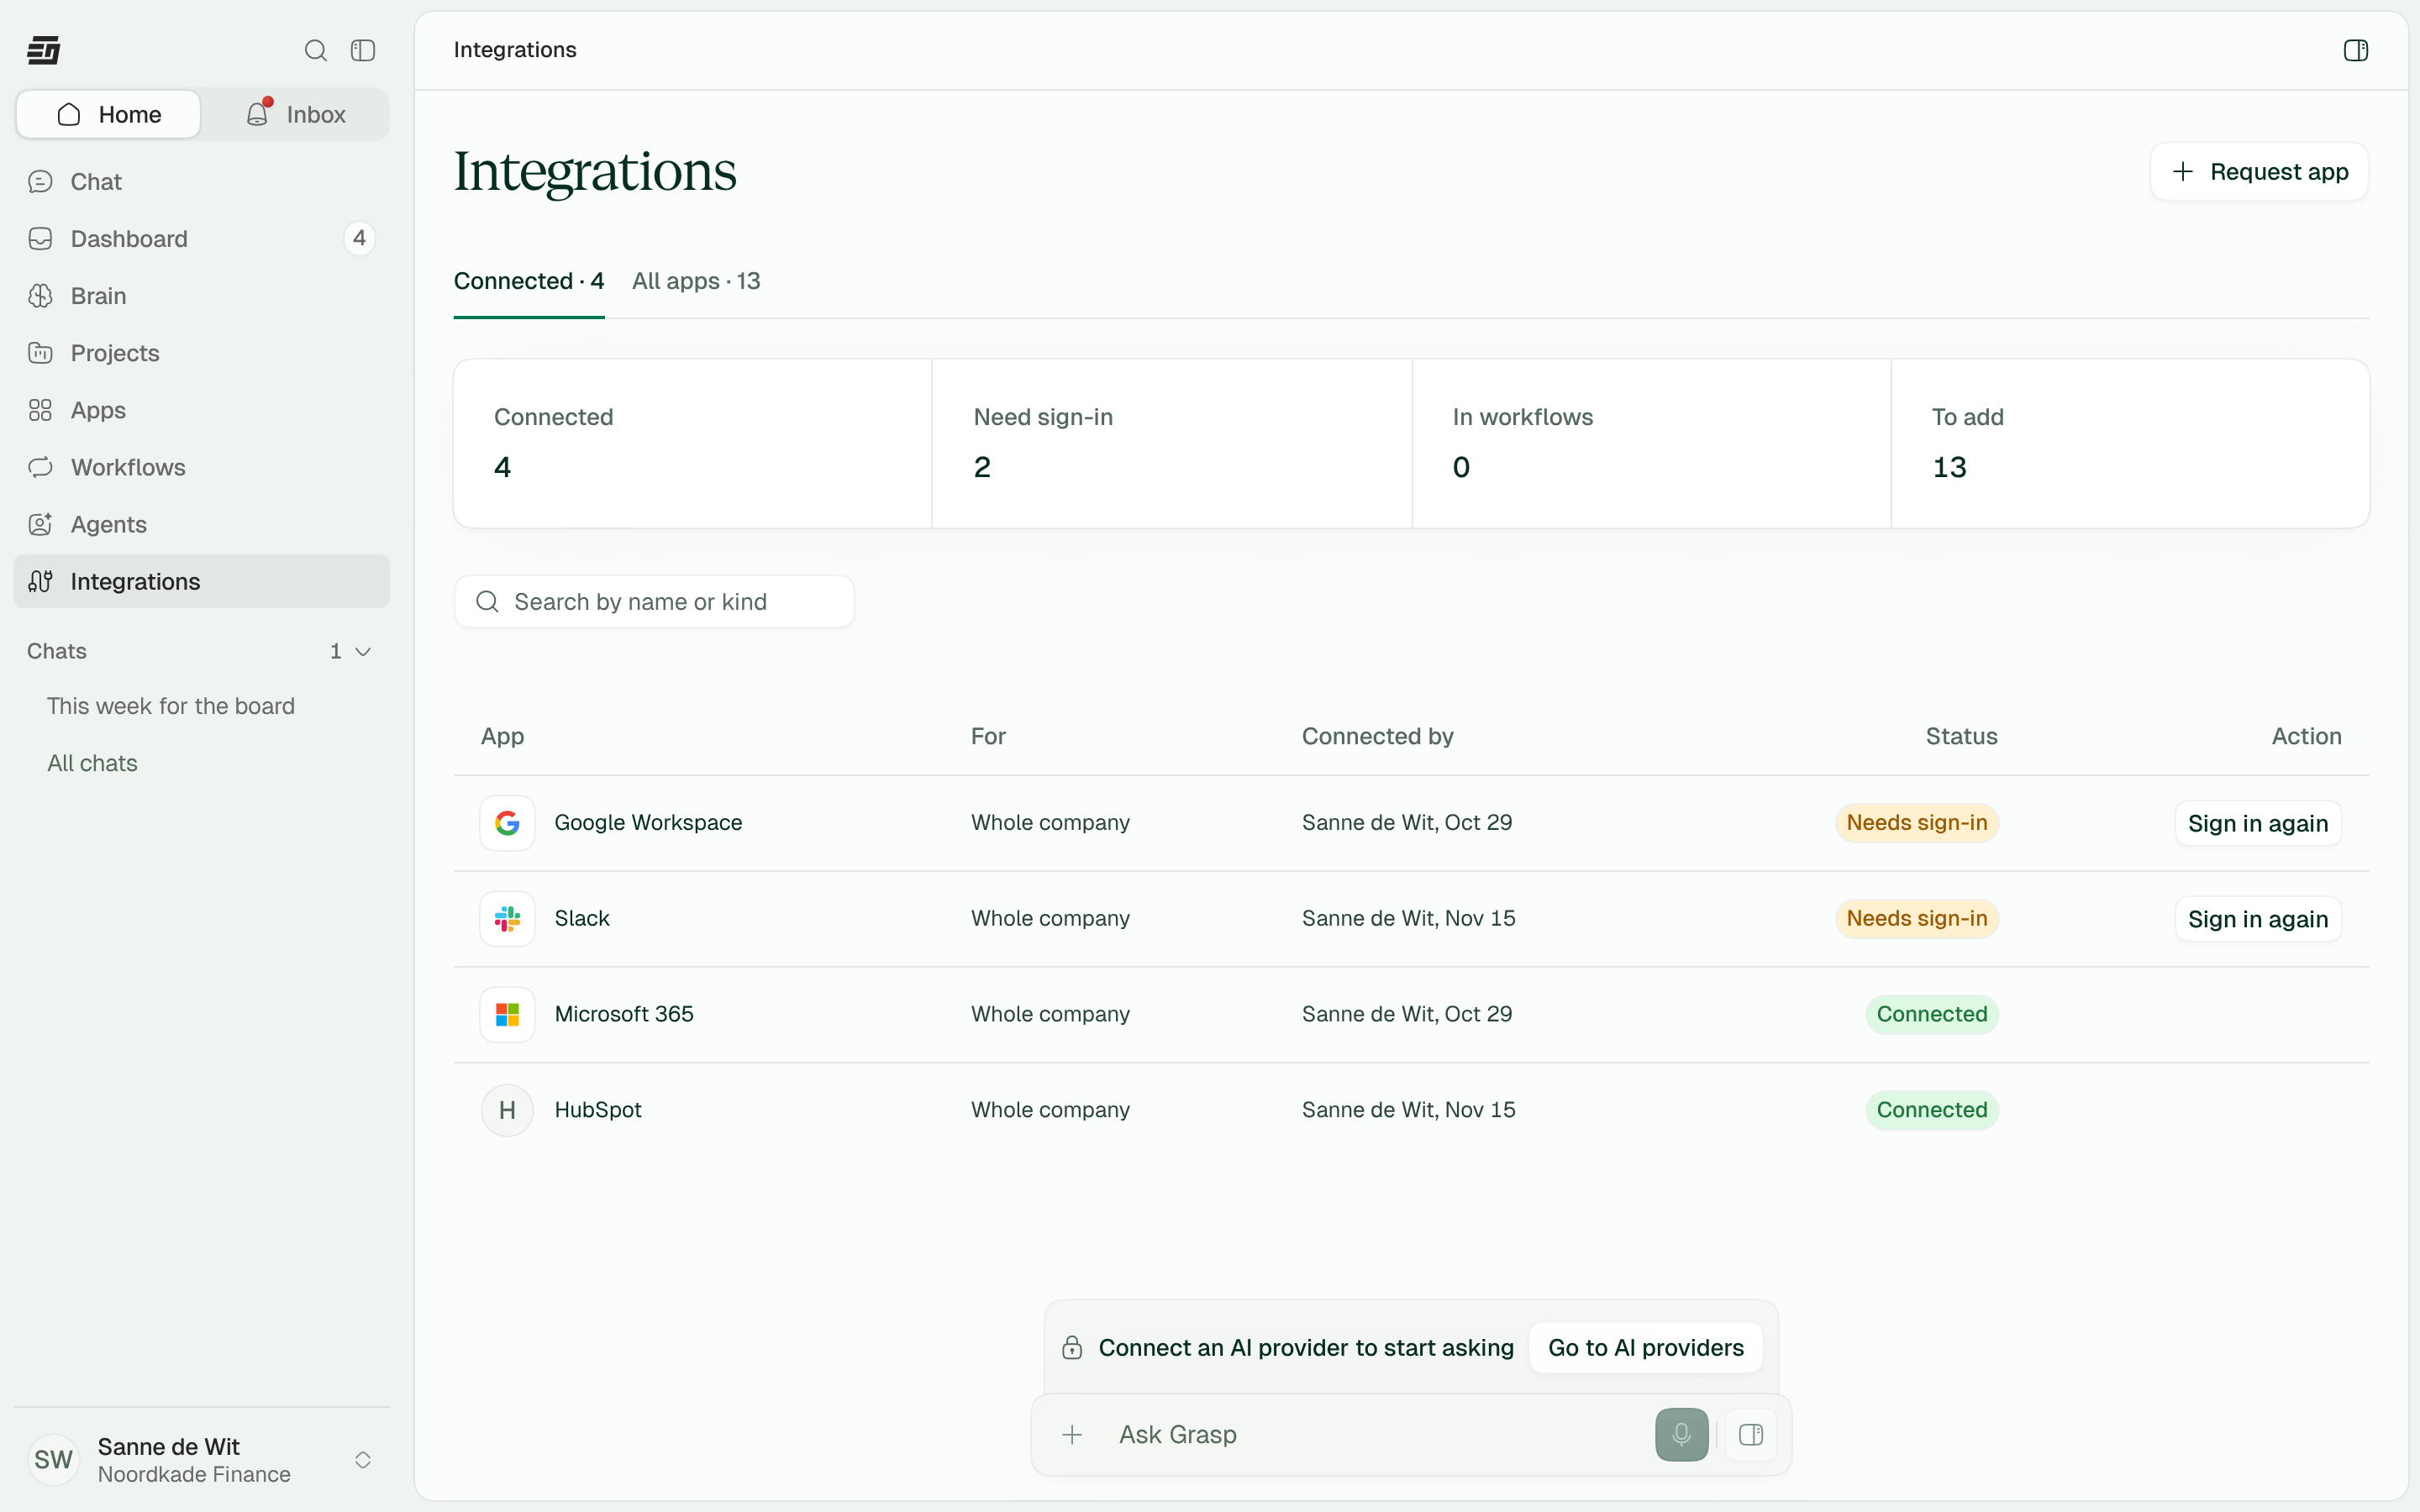 Home
Inbox
Chat
Dashboard
4
Brain
Projects
Apps
Workflows
Agents
Integrations
Chats
1
This week for the board
All chats
SW
Sanne de Wit
Noordkade Finance
Integrations
Integrations
Request app
Connected · 4
All apps · 13
Connected
4
Need sign-in
2
In workflows
0
To add
13
Search by name or kind
App
For
Connected by
Status
Action
Google Workspace
Whole company
Sanne de Wit, Oct 29
Needs sign-in
Sign in again
Slack
Whole company
Sanne de Wit, Nov 15
Needs sign-in
Sign in again
Microsoft 365
Whole company
Sanne de Wit, Oct 29
Connected
H
HubSpot
Whole company
Sanne de Wit, Nov 15
Connected
Connect an AI provider to start asking
Go to AI providers
Ask Grasp